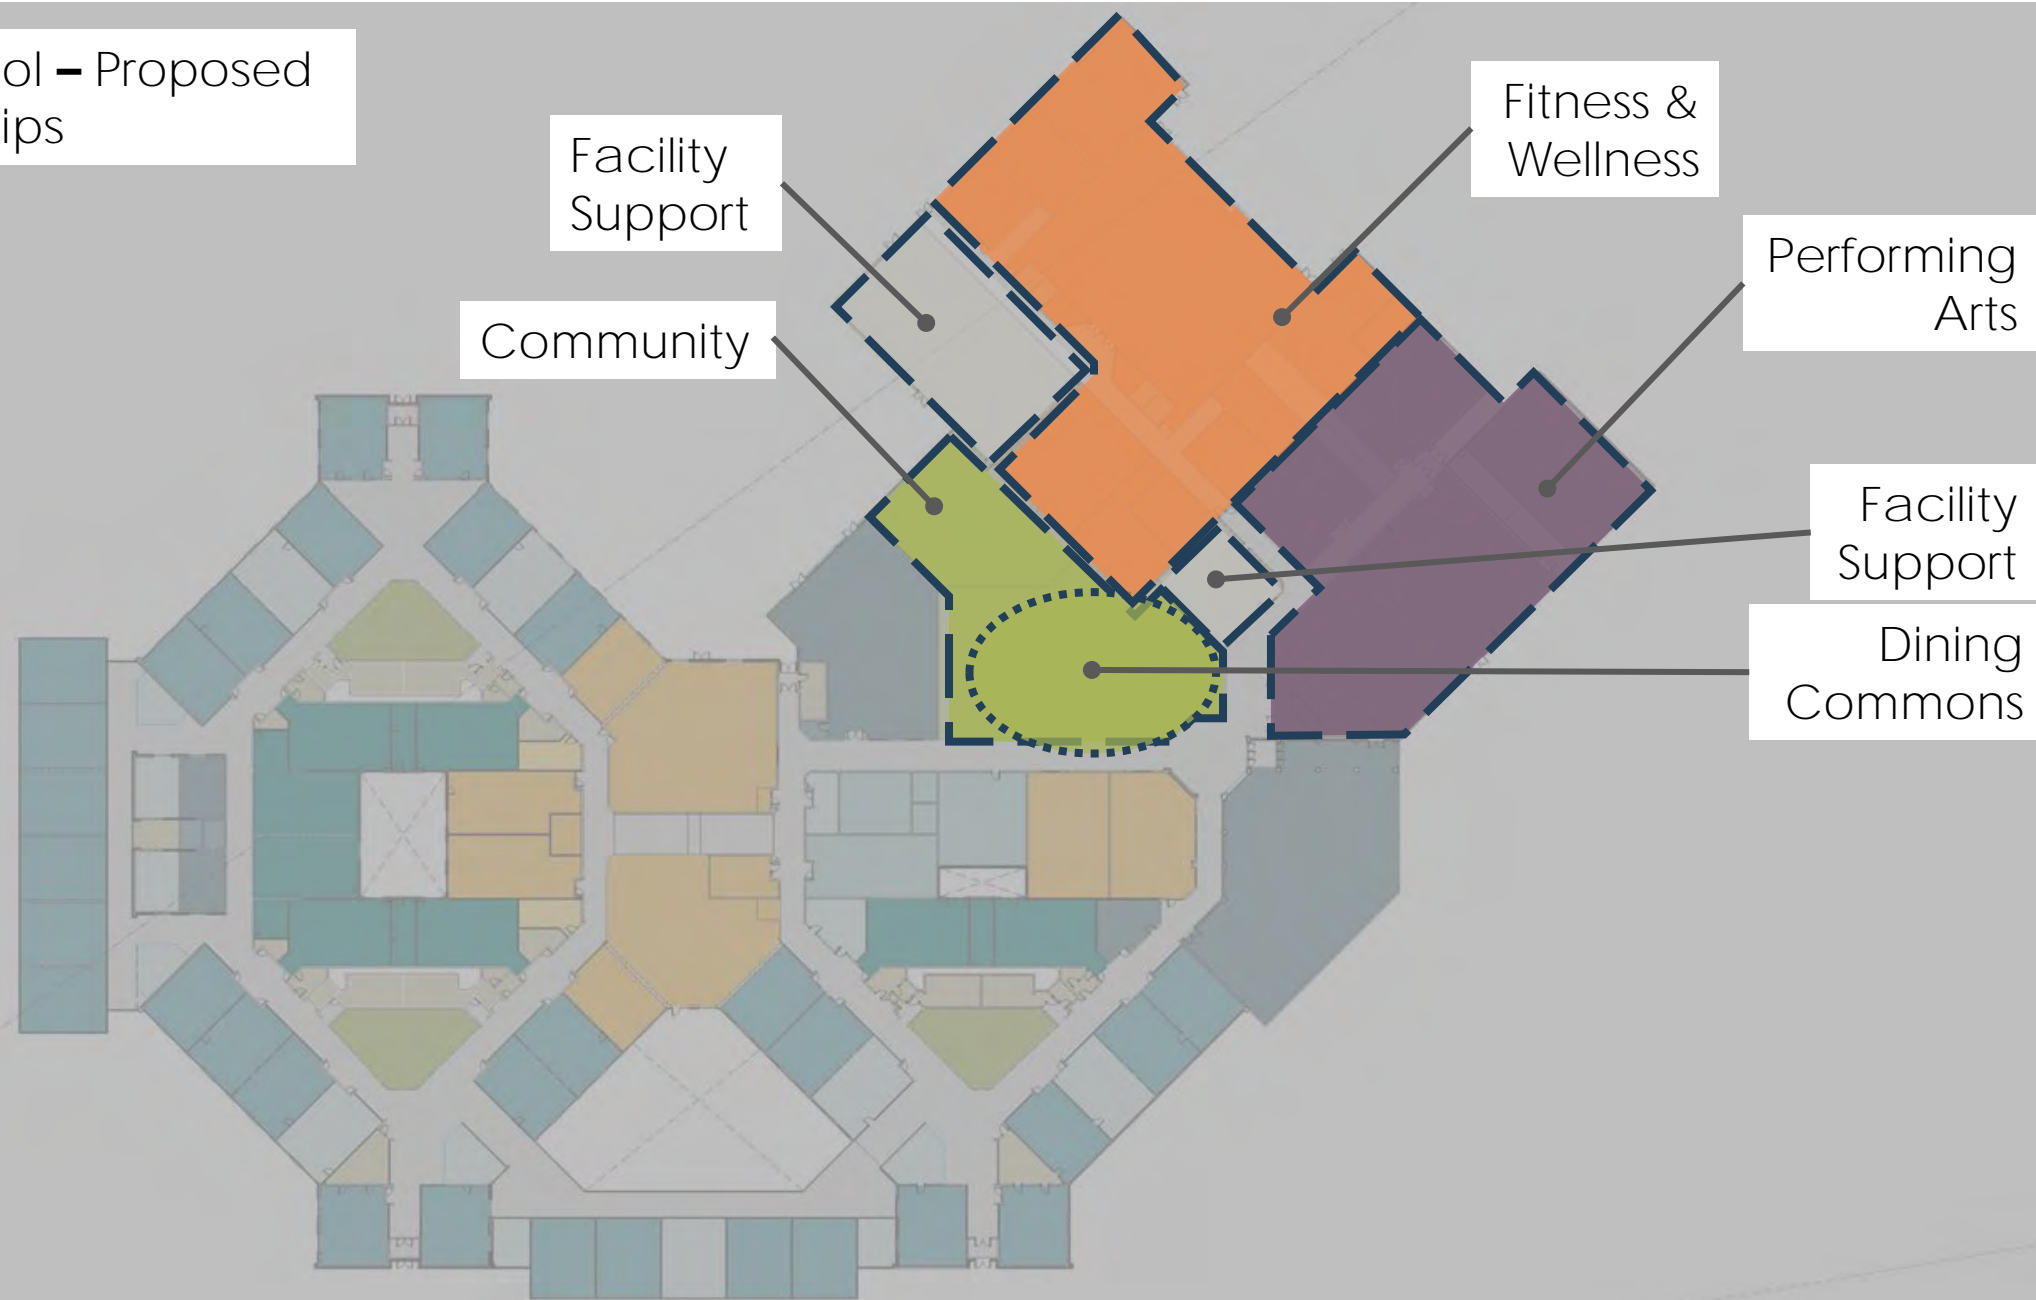 ol – Proposed
ips
Facility
Support
Community
Fitness &
Wellness
Performing
Arts
Facility
Support
Dining
Commons